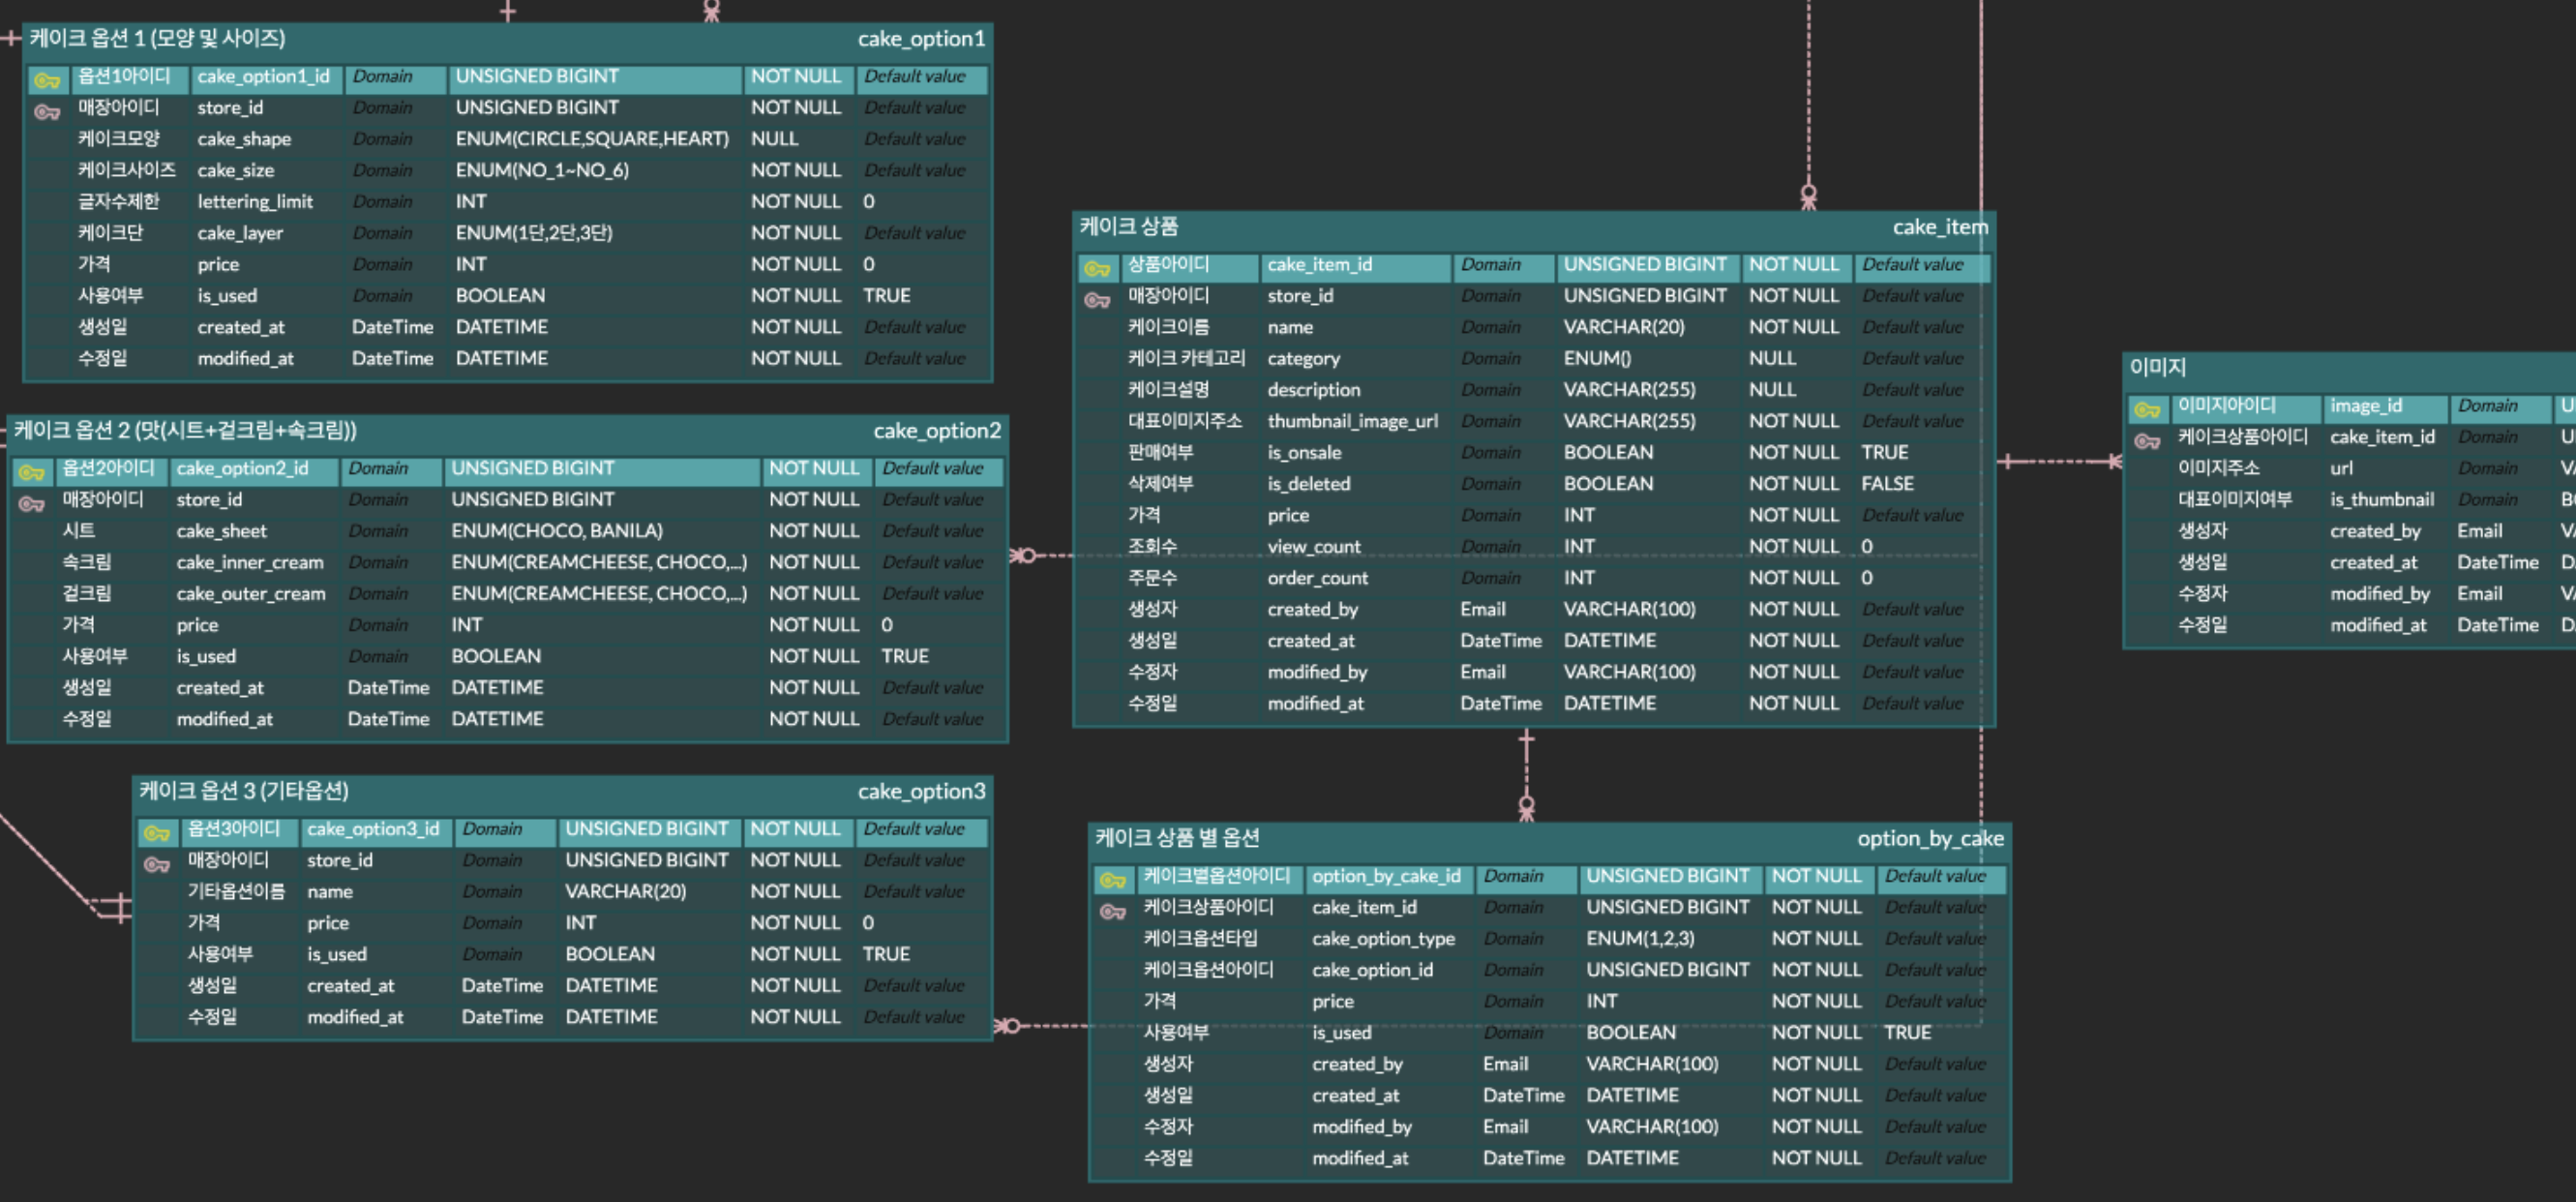 케이크 옵션 1 (모양 및 사이즈) cake_option1
옵션1아이디 cake_option1_id Domain UNSIGNED BIGINT NOT NULL Default value
매장아이디 store_id Domain UNSIGNED BIGINT NOT NULL Default value
케이크모양 cake_shape Domain ENUM(CIRCLE,SQUARE,HEART) NULL Default value
케이크사이즈 cake_size Domain ENUM(NO_1~NO_6) NOT NULL Default value
글자수제한 lettering_limit Domain INT NOT NULL 0
케이크단 cake_layer Domain ENUM(1단,2단,3단) NOT NULL Default value
가격 price Domain INT NOT NULL 0
사용여부 is_used Domain BOOLEAN NOT NULL TRUE
생성일 created_at DateTime DATETIME NOT NULL Default value
수정일 modified_at DateTime DATETIME NOT NULL Default value
케이크 옵션 2 (맛(시트+겉크림+속크림)) cake_option2
옵션2아이디 cake_option2_id Domain UNSIGNED BIGINT NOT NULL Default value
매장아이디 store_id Domain UNSIGNED BIGINT NOT NULL Default value
시트 cake_sheet Domain ENUM(CHOCO, BANILA) NOT NULL Default value
속크림 cake_inner_cream Domain ENUM(CREAMCHEESE, CHOCO,...) NOT NULL Default value
겉크림 cake_outer_cream Domain ENUM(CREAMCHEESE, CHOCO,...) NOT NULL Default value
가격 price Domain INT NOT NULL 0
사용여부 is_used Domain BOOLEAN NOT NULL TRUE
생성일 created_at DateTime DATETIME NOT NULL Default value
수정일 modified_at DateTime DATETIME NOT NULL Default value
케이크 옵션 3 (기타옵션) cake_option3
옵션3아이디 cake_option3_id Domain UNSIGNED BIGINT NOT NULL Default value
매장아이디 store_id Domain UNSIGNED BIGINT NOT NULL Default value
기타옵션이름 name Domain VARCHAR(20) NOT NULL Default value
가격 price Domain INT NOT NULL 0
사용여부 is_used Domain BOOLEAN NOT NULL TRUE
생성일 created_at DateTime DATETIME NOT NULL Default value
수정일 modified_at DateTime DATETIME NOT NULL Default value
케이크 상품 cake_item
상품아이디 cake_item_id Domain UNSIGNED BIGINT NOT NULL Default value
매장아이디 store_id Domain UNSIGNED BIGINT NOT NULL Default value
케이크이름 name Domain VARCHAR(20) NOT NULL Default value
케이크 카테고리 category Domain ENUM() NULL Default value
케이크설명 description Domain VARCHAR(255) NULL Default value
대표이미지주소 thumbnail_image_url Domain VARCHAR(255) NOT NULL Default value
판매여부 is_onsale Domain BOOLEAN NOT NULL TRUE
삭제여부 is_deleted Domain BOOLEAN NOT NULL FALSE
가격 price Domain INT NOT NULL Default value
조회수 view_count Domain INT NOT NULL 0
주문수 order_count Domain INT NOT NULL 0
생성자 created_by Email VARCHAR(100) NOT NULL Default value
생성일 created_at DateTime DATETIME NOT NULL Default value
수정자 modified_by Email VARCHAR(100) NOT NULL Default value
수정일 modified_at DateTime DATETIME NOT NULL Default value
케이크 상품 별 옵션 option_by_cake
케이크별옵션아이디 option_by_cake_id Domain UNSIGNED BIGINT NOT NULL Default value
케이크상품아이디 cake_item_id Domain UNSIGNED BIGINT NOT NULL Default value
케이크옵션타입 cake_option_type Domain ENUM(1,2,3) NOT NULL Default value
케이크옵션아이디 cake_option_id Domain UNSIGNED BIGINT NOT NULL Default value
가격 price Domain INT NOT NULL Default value
사용여부 is_used Domain BOOLEAN NOT NULL TRUE
생성자 created_by Email VARCHAR(100) NOT NULL Default value
생성일 created_at DateTime DATETIME NOT NULL Default value
수정자 modified_by Email VARCHAR(100) NOT NULL Default value
수정일 modified_at DateTime DATETIME NOT NULL Default value
이미지
이미지아이디 image_id Domain
케이크상품아이디 cake_item_id Domain
이미지주소 url Domain
대표이미지여부 is_thumbnail Domain
생성자 created_by Email
생성일 created_at DateTime
수정자 modified_by Email
수정일 modified_at DateTime